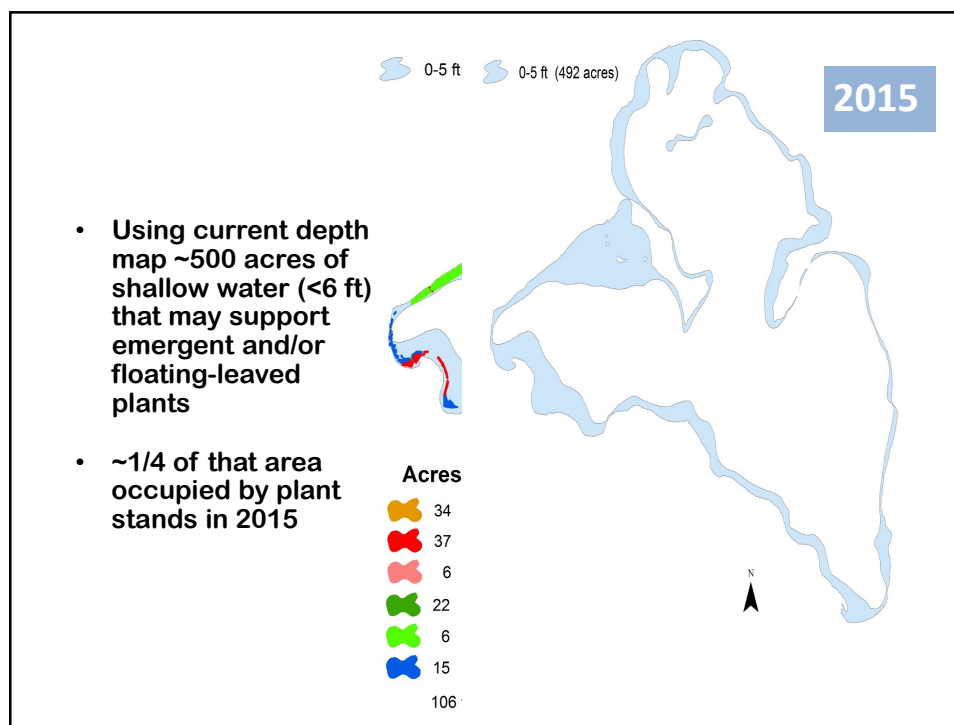 0-5 ft
0-5 ft (492 acres)
2015
• Using current depth
map ~500 acres of
shallow water (<6 ft)
that may support
emergent and/or
floating-leaved
plants
• ~1/4 of that area
occupied by plant
stands in 2015
Acres
34
37
6
22
6
15
106
N